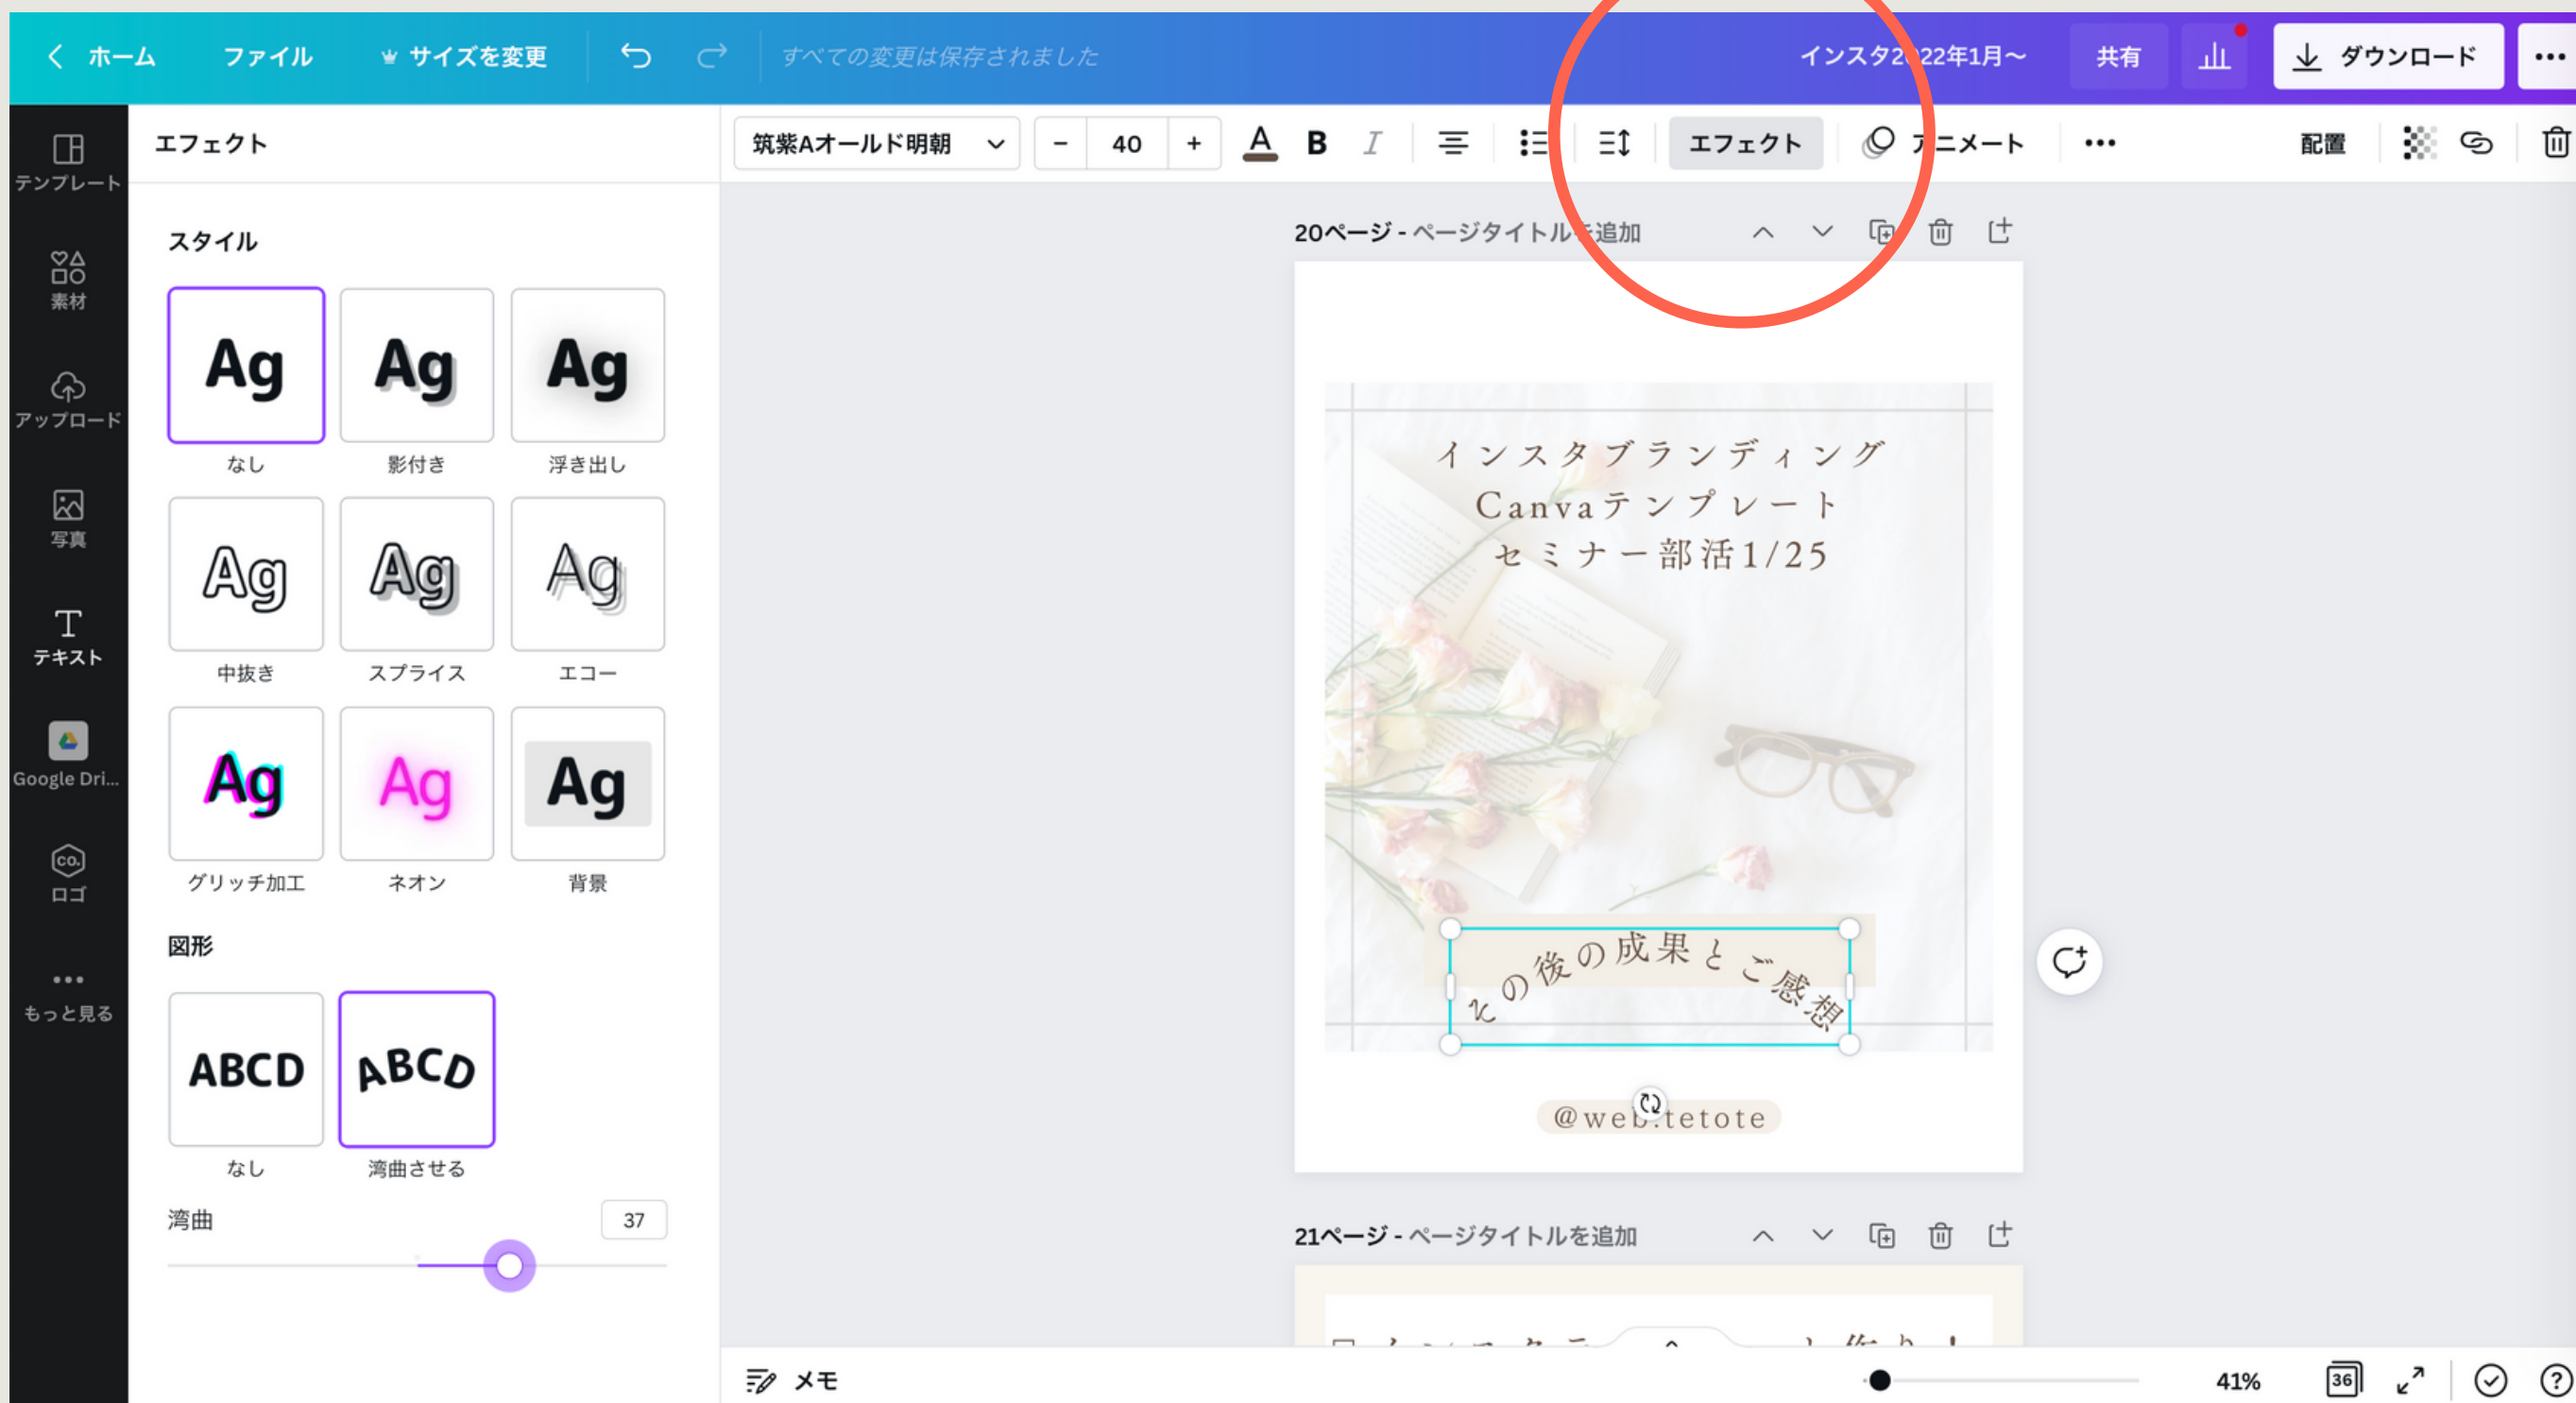 ホーム ファイル サイズを変更 すべての変更は保存されました インスタ2022年1月〜 共有 ダウンロード
テンプレート
素材
アップロード
写真
テキスト
Google Dri...
CO.
ロゴ
もっと見る
エフェクト
スタイル
Ag Ag Ag
なし 影付き 浮き出し
Ag Ag Ag
中抜き スプライス エコー
Ag Ag Ag
グリッチ加工 ネオン 背景
図形
ABCD ABCD
なし 湾曲させる
湾曲 37
筑紫Aオールド明朝 − 40 + A B I エフェクト アニメート 配置
20ページ - ページタイトルを追加
インスタブランディング
Canvaテンプレート
セミナー部活1/25
その後の成果とご感想
@web.tetote
21ページ - ページタイトルを追加
メモ 41% 36